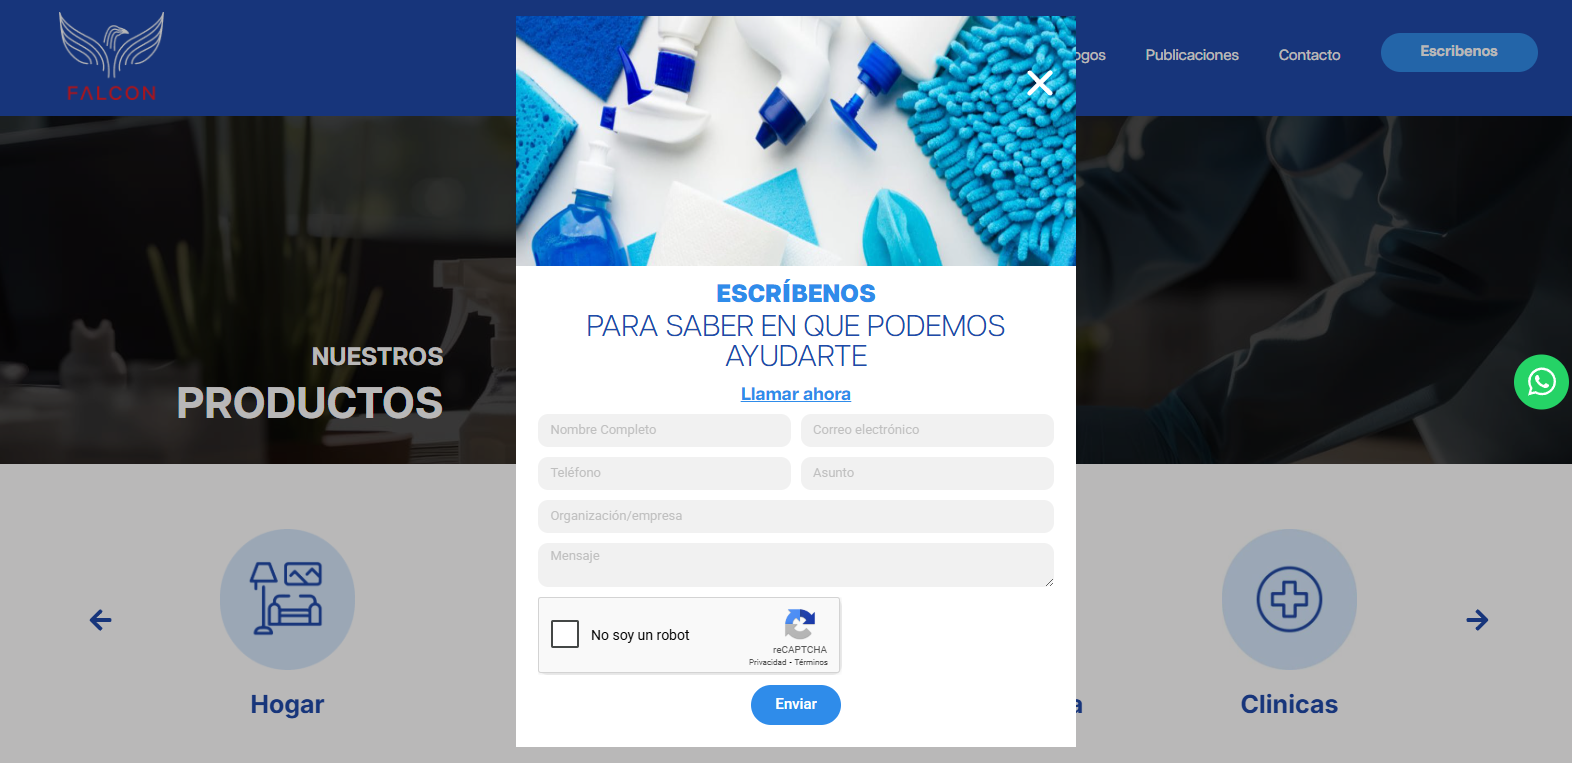 FALCON
Publicaciones
Contacto
Escribenos
NUESTROS
PRODUCTOS
ESCRÍBENOS
PARA SABER EN QUE PODEMOS
AYUDARTE
Llamar ahora
Nombre Completo
Correo electrónico
Teléfono
Asunto
Organización/empresa
Mensaje
No soy un robot
reCAPTCHA
Privacidad - Términos
Enviar
Hogar
Clinicas